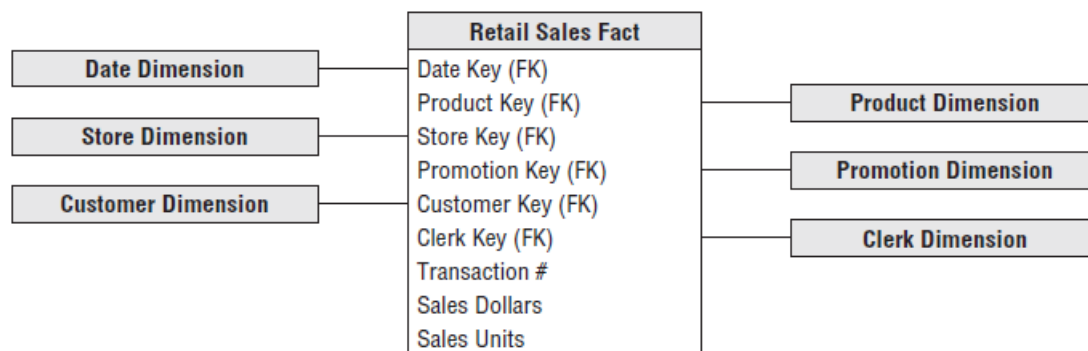 Retail Sales Fact
Date Dimension
Date Key (FK)
Product Key (FK)
Product Dimension
Store Dimension
Store Key (FK)
Promotion Key (FK)
Promotion Dimension
Customer Dimension
Customer Key (FK)
Clerk Key (FK)
Clerk Dimension
Transaction #
Sales Dollars
Sales Units